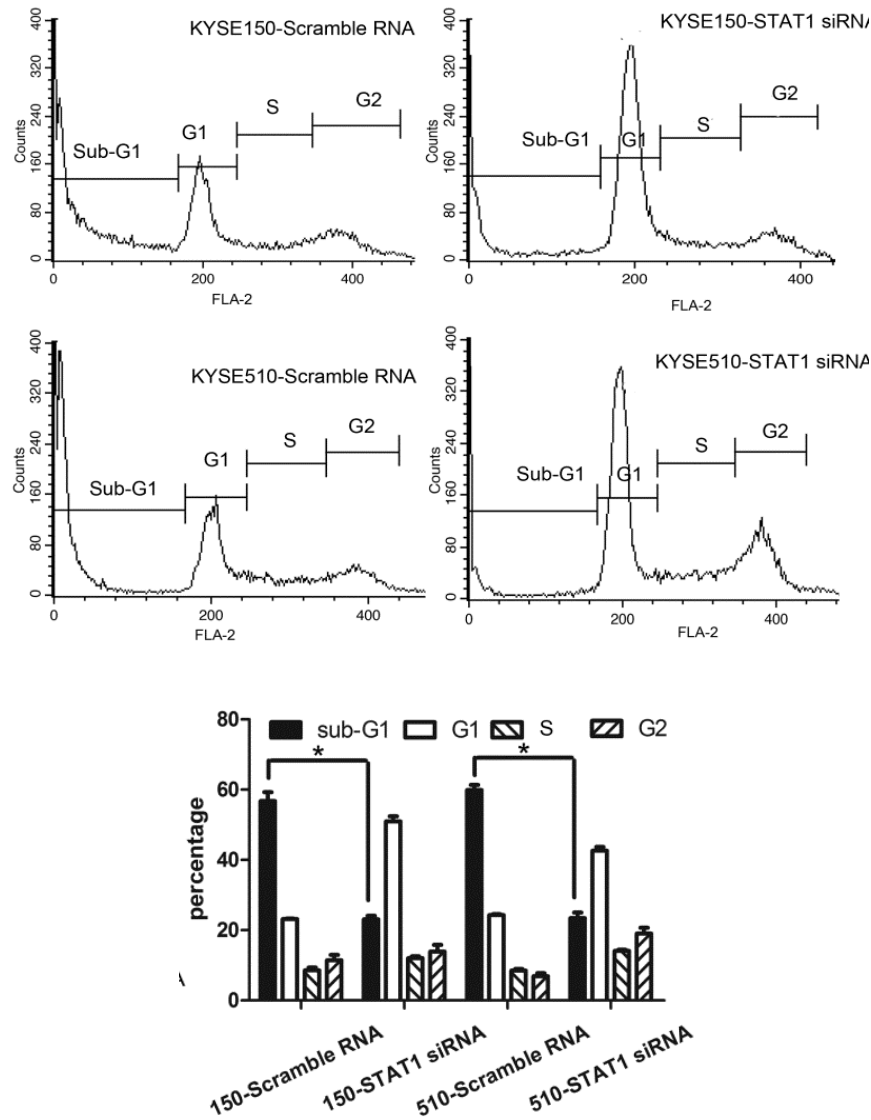 KYSE150-Scramble RNA
400
320
240
160
80
0
Counts
Sub-G1
G1
S
G2
0
200
400
FLA-2
KYSE150-STAT1 siRNA
400
320
240
160
80
0
Counts
Sub-G1
G1
S
G2
0
200
400
FLA-2
KYSE510-Scramble RNA
400
320
240
160
80
0
Counts
Sub-G1
G1
S
G2
0
200
400
FLA-2
KYSE510-STAT1 siRNA
400
320
240
160
80
0
Counts
Sub-G1
G1
S
G2
0
200
400
FLA-2
80
60
40
20
0
percentage
sub-G1 G1 S G2
* *
150-Scramble RNA
150-STAT1 siRNA
510-Scramble RNA
510-STAT1 siRNA